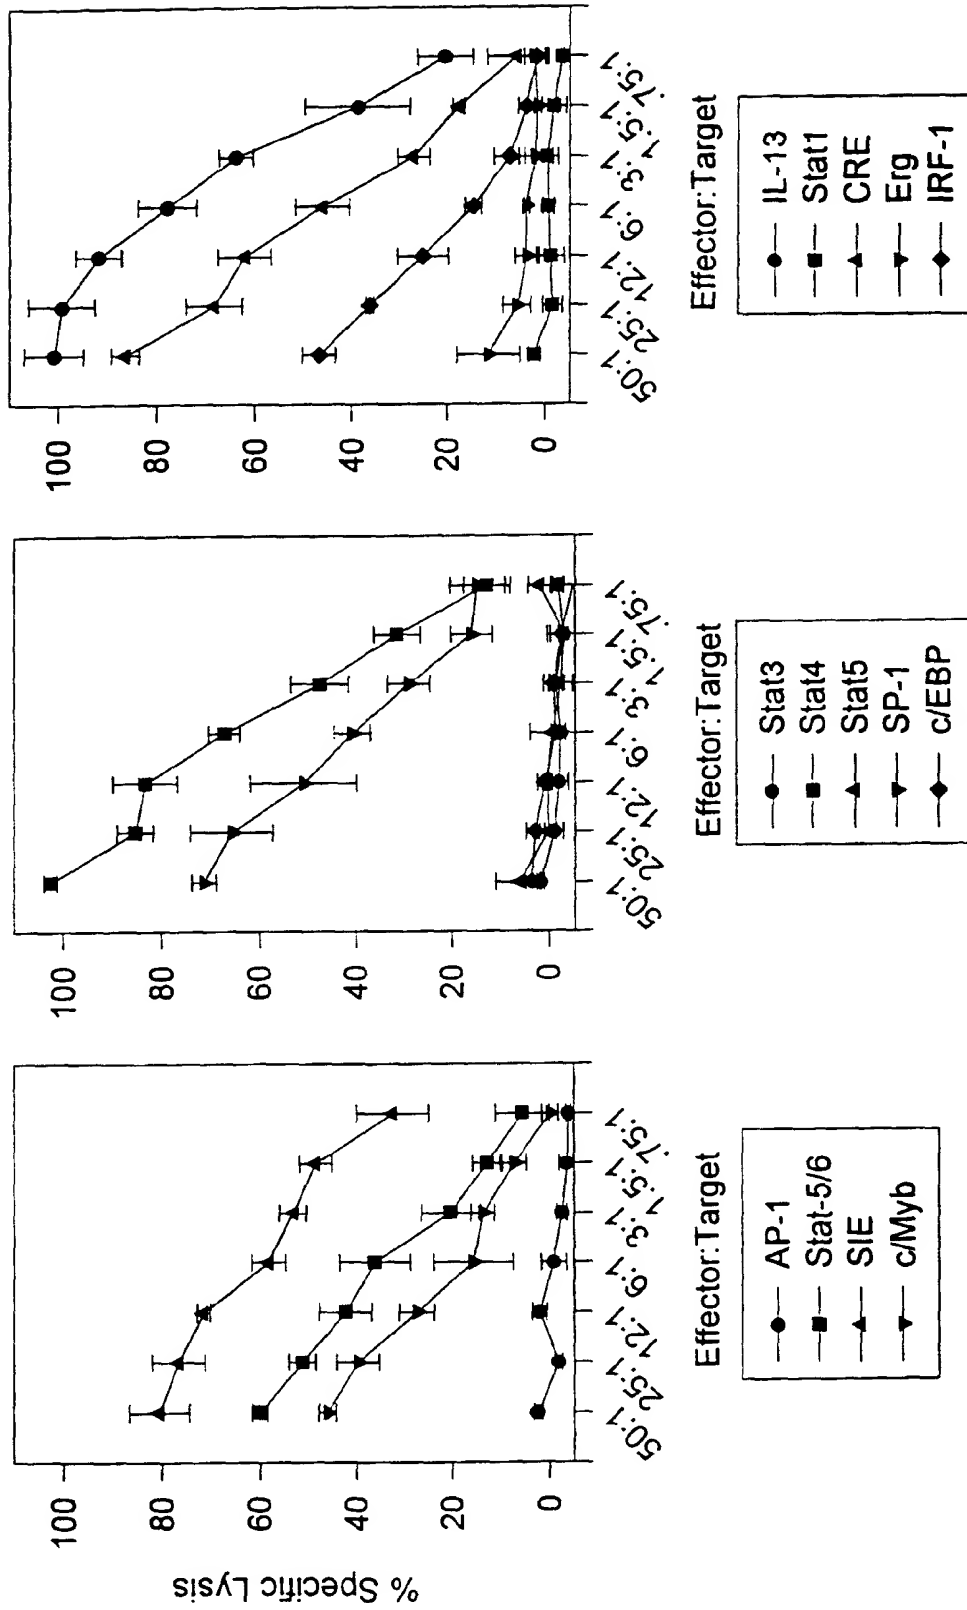 % Specific Lysis
100
80
60
40
20
0
50:1 25:1 12:1 6:1 3:1 1.5:1 .75:1
Effector:Target
AP-1
Stat-5/6
SIE
c/Myb
100
80
60
40
20
0
50:1 25:1 12:1 6:1 3:1 1.5:1 .75:1
Effector:Target
Stat3
Stat4
Stat5
SP-1
c/EBP
100
80
60
40
20
0
50:1 25:1 12:1 6:1 3:1 1.5:1 .75:1
Effector:Target
IL-13
Stat1
CRE
Erg
IRF-1